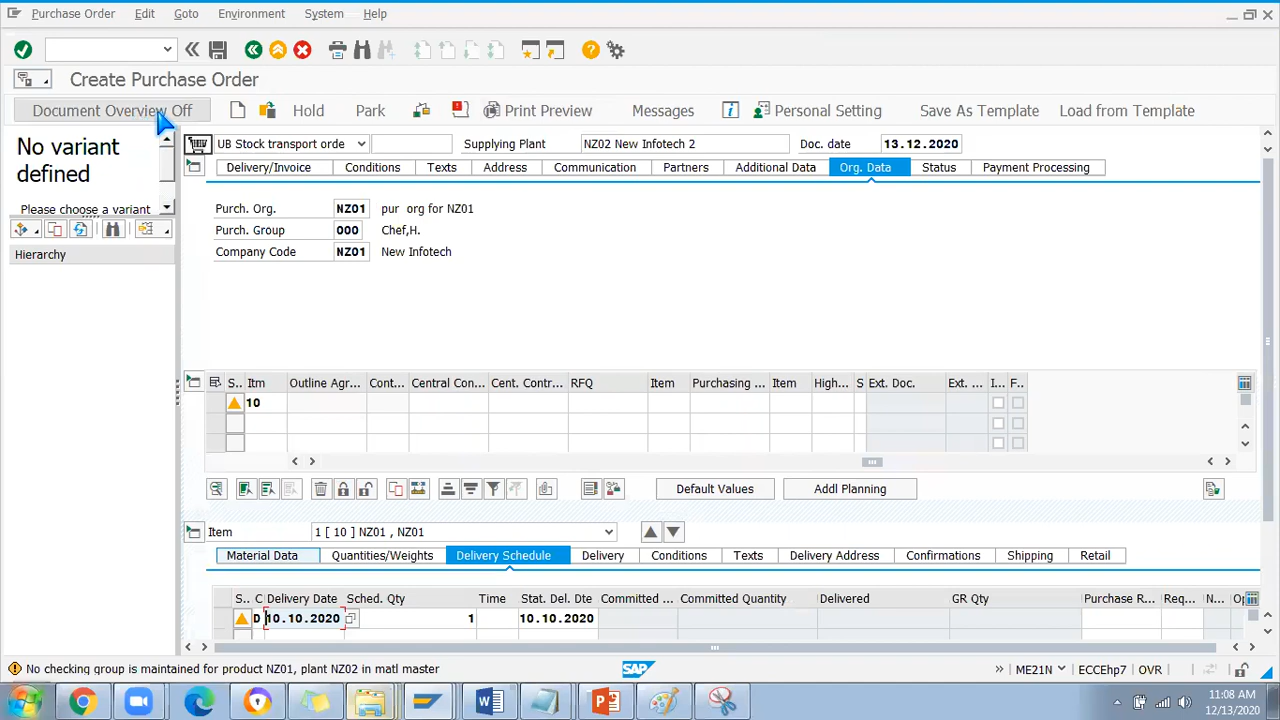 Purchase Order Edit Goto Environment System Help
Create Purchase Order
Document Overview Off Hold Park Print Preview Messages Personal Setting Save As Template Load from Template
No variant
defined
Please choose a variant
Hierarchy
UB Stock transport orde Supplying Plant NZ02 New Infotech 2 Doc. date 13.12.2020
Delivery/Invoice Conditions Texts Address Communication Partners Additional Data Org. Data Status Payment Processing
Purch. Org. NZ01 pur org for NZ01
Purch. Group 000 Chef,H.
Company Code NZ01 New Infotech
S.. Itm Outline Agr... Cont... Central Con... Cent. Contr... RFQ Item Purchasing ... Item High... S Ext. Doc. Ext. ... I... F..
10
Default Values Addl Planning
Item 1 [ 10 ] NZ01 , NZ01
Material Data Quantities/Weights Delivery Schedule Delivery Conditions Texts Delivery Address Confirmations Shipping Retail
S.. C Delivery Date Sched. Qty Time Stat. Del. Dte Committed ... Committed Quantity Delivered GR Qty Purchase R... Req... N...
D 10.10.2020 1 10.10.2020
No checking group is maintained for product NZ01, plant NZ02 in matl master SAP » ME21N ECCEhp7 OVR
11:08 AM
12/13/2020